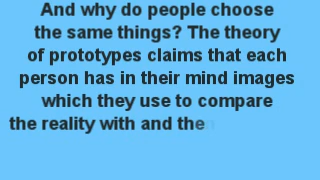 And why do people choose
the same things? The theory
of prototypes claims that each
person has in their mind images
which they use to compare
the reality with and then